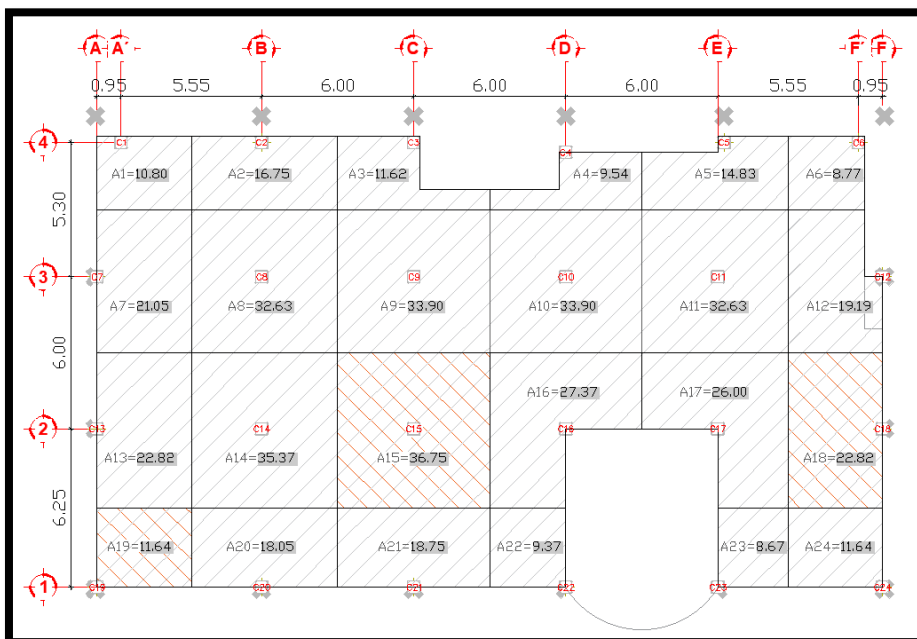 A A' B C D E F' F
0.95 5.55 6.00 6.00 6.00 5.55 0.95
4
C1 C2 C3 C4 C5 C6
A1=10.80 A2=16.75 A3=11.62 A4=9.54 A5=14.83 A6=8.77
5.30
3
C7 C8 C9 C10 C11 C12
A7=21.05 A8=32.63 A9=33.90 A10=33.90 A11=32.63 A12=19.19
6.00
A16=27.37 A17=26.00
2
C13 C14 C15 C16 C17 C18
A13=22.82 A14=35.37 A15=36.75 A18=22.82
6.25
A19=11.64 A20=18.05 A21=18.75 A22=9.37 A23=8.67 A24=11.64
1
C19 C20 C21 C22 C23 C24